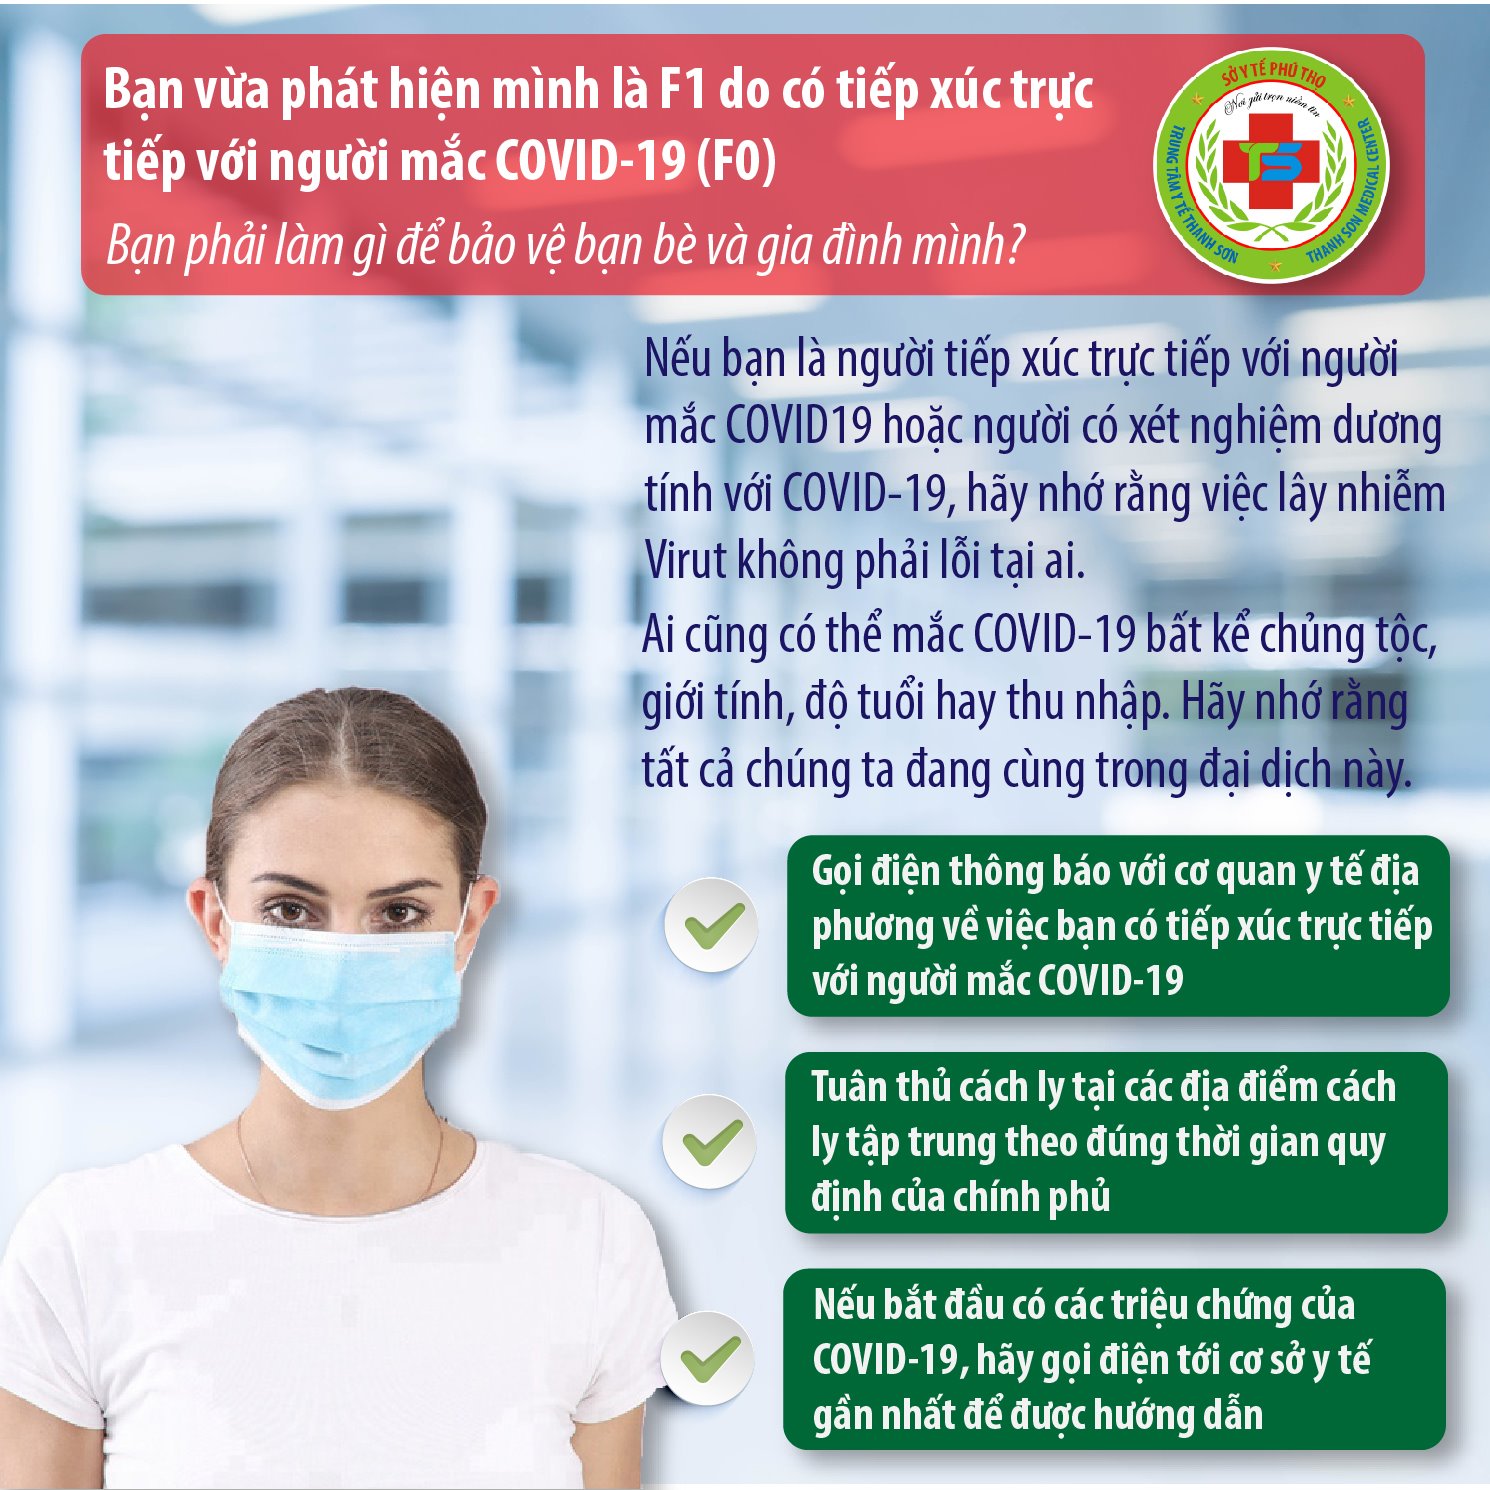 Bạn vừa phát hiện mình là F1 do có tiếp xúc trực
tiếp với người mắc COVID-19 (F0)
Bạn phải làm gì để bảo vệ bạn bè và gia đình mình?
SỞ Y TẾ PHÚ THỌ
Nơi gửi trọn niềm tin
TS
TRUNG TÂM Y TẾ THANH SƠN
THANH SON MEDICAL CENTER
Nếu bạn là người tiếp xúc trực tiếp với người
mắc COVID19 hoặc người có xét nghiệm dương
tính với COVID-19, hãy nhớ rằng việc lây nhiễm
Virut không phải lỗi tại ai.
Ai cũng có thể mắc COVID-19 bất kể chủng tộc,
giới tính, độ tuổi hay thu nhập. Hãy nhớ rằng
tất cả chúng ta đang cùng trong đại dịch này.
Gọi điện thông báo với cơ quan y tế địa
phương về việc bạn có tiếp xúc trực tiếp
với người mắc COVID-19
Tuân thủ cách ly tại các địa điểm cách
ly tập trung theo đúng thời gian quy
định của chính phủ
Nếu bắt đầu có các triệu chứng của
COVID-19, hãy gọi điện tới cơ sở y tế
gần nhất để được hướng dẫn